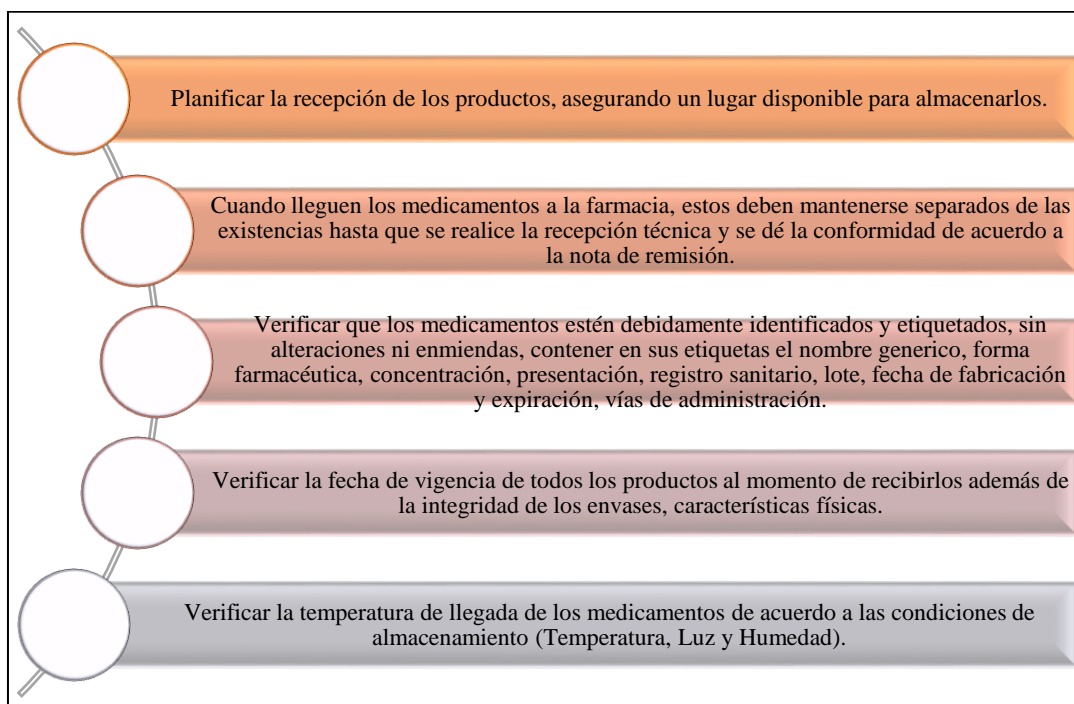 Planificar la recepción de los productos, asegurando un lugar disponible para almacenarlos.
Cuando lleguen los medicamentos a la farmacia, estos deben mantenerse separados de las
existencias hasta que se realice la recepción técnica y se dé la conformidad de acuerdo a
la nota de remisión.
Verificar que los medicamentos estén debidamente identificados y etiquetados, sin
alteraciones ni enmiendas, contener en sus etiquetas el nombre generico, forma
farmacéutica, concentración, presentación, registro sanitario, lote, fecha de fabricación
y expiración, vías de administración.
Verificar la fecha de vigencia de todos los productos al momento de recibirlos además de
la integridad de los envases, características físicas.
Verificar la temperatura de llegada de los medicamentos de acuerdo a las condiciones de
almacenamiento (Temperatura, Luz y Humedad).